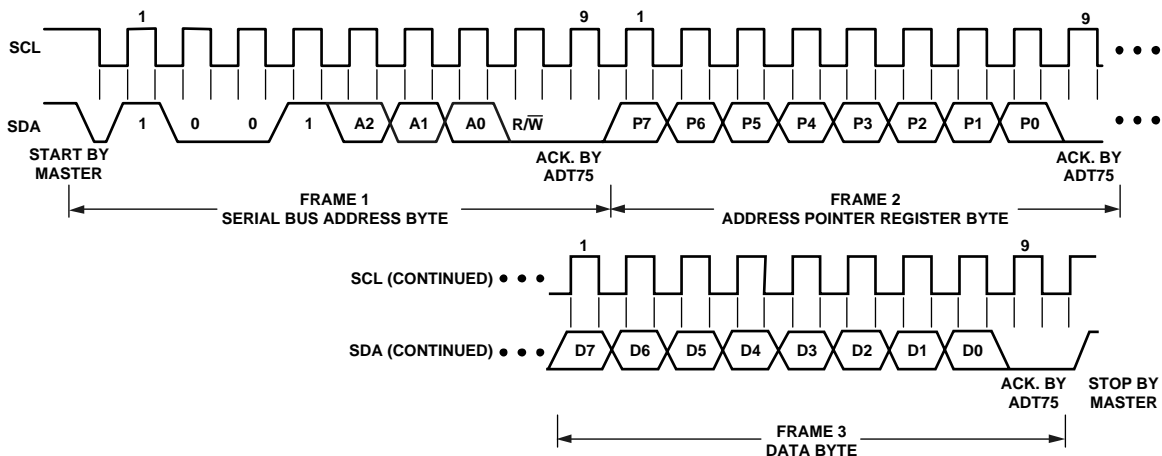 1 9 1 9
SCL
SDA 1 0 0 1 A2 A1 A0 R/W̅ P7 P6 P5 P4 P3 P2 P1 P0
START BY
MASTER
ACK. BY
ADT75
ACK. BY
ADT75
FRAME 1
SERIAL BUS ADDRESS BYTE
FRAME 2
ADDRESS POINTER REGISTER BYTE
1 9
SCL (CONTINUED)
SDA (CONTINUED) D7 D6 D5 D4 D3 D2 D1 D0
ACK. BY
ADT75
STOP BY
MASTER
FRAME 3
DATA BYTE